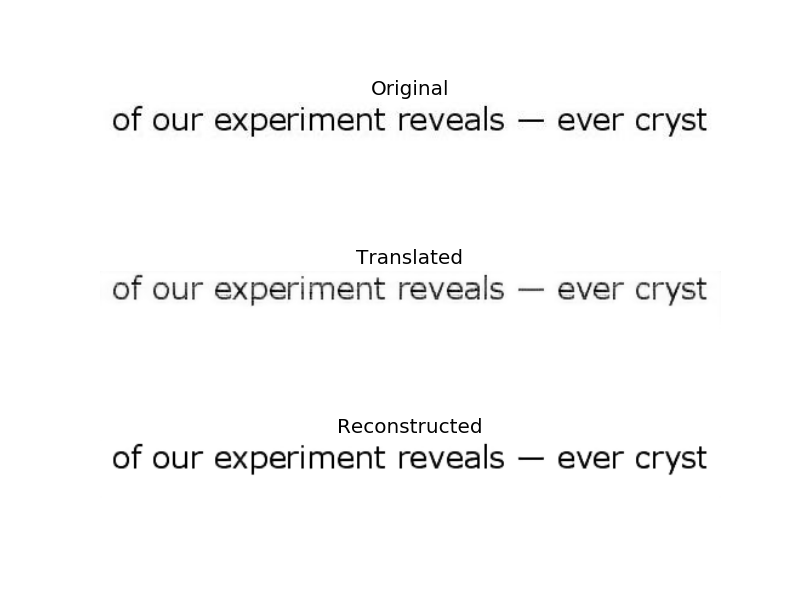 Original
of our experiment reveals — ever cryst
Translated
of our experiment reveals — ever cryst
Reconstructed
of our experiment reveals — ever cryst